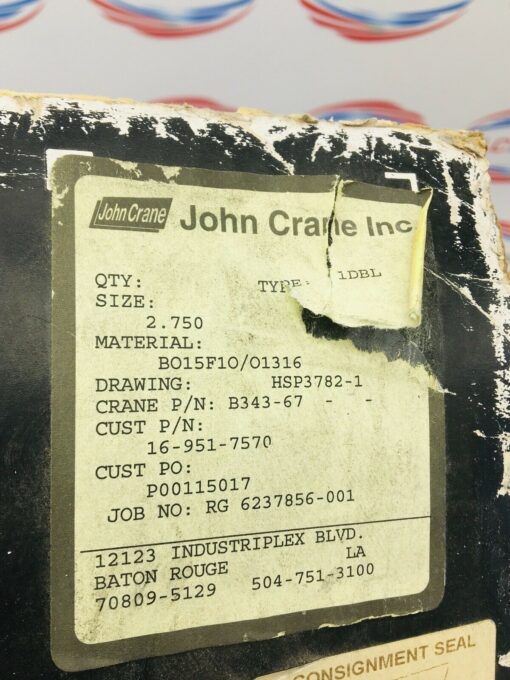 John Crane
John Crane Inc
QTY: TYPE: 1DBL
SIZE:
2.750
MATERIAL:
BO15F1O/O1316
DRAWING: HSP3782-1
CRANE P/N: B343-67 - -
CUST P/N:
16-951-7570
CUST PO:
P00115017
JOB NO: RG 6237856-001
12123 INDUSTRIPLEX BLVD.
BATON ROUGE LA
70809-5129 504-751-3100
CONSIGNMENT SEAL